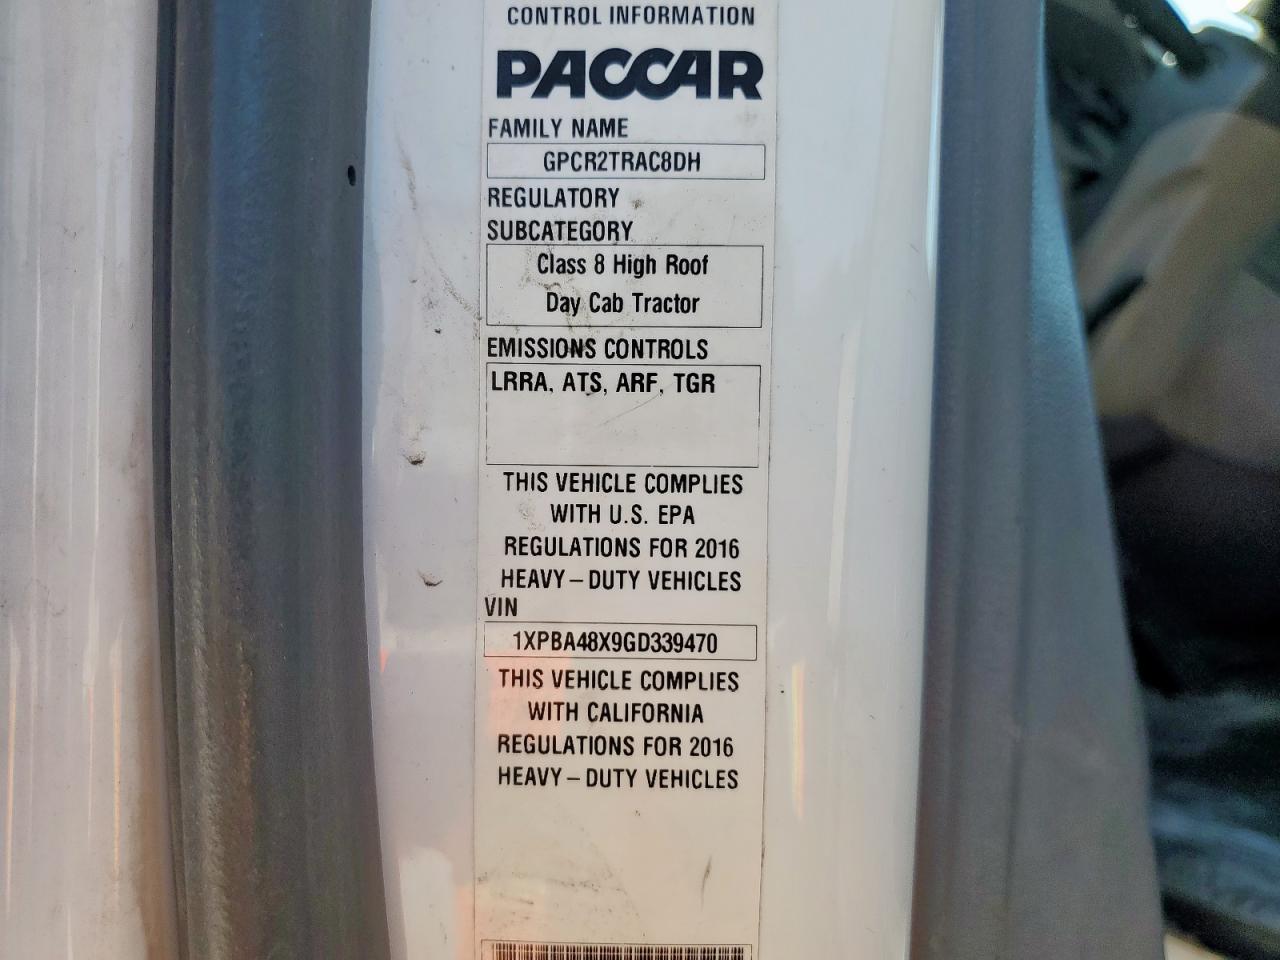 CONTROL INFORMATION
PACCAR
FAMILY NAME
GPCR2TRAC8DH
REGULATORY
SUBCATEGORY
Class 8 High Roof
Day Cab Tractor
EMISSIONS CONTROLS
LRRA, ATS, ARF, TGR
THIS VEHICLE COMPLIES
WITH U.S. EPA
REGULATIONS FOR 2016
HEAVY–DUTY VEHICLES
VIN
1XPBA48X9GD339470
THIS VEHICLE COMPLIES
WITH CALIFORNIA
REGULATIONS FOR 2016
HEAVY–DUTY VEHICLES